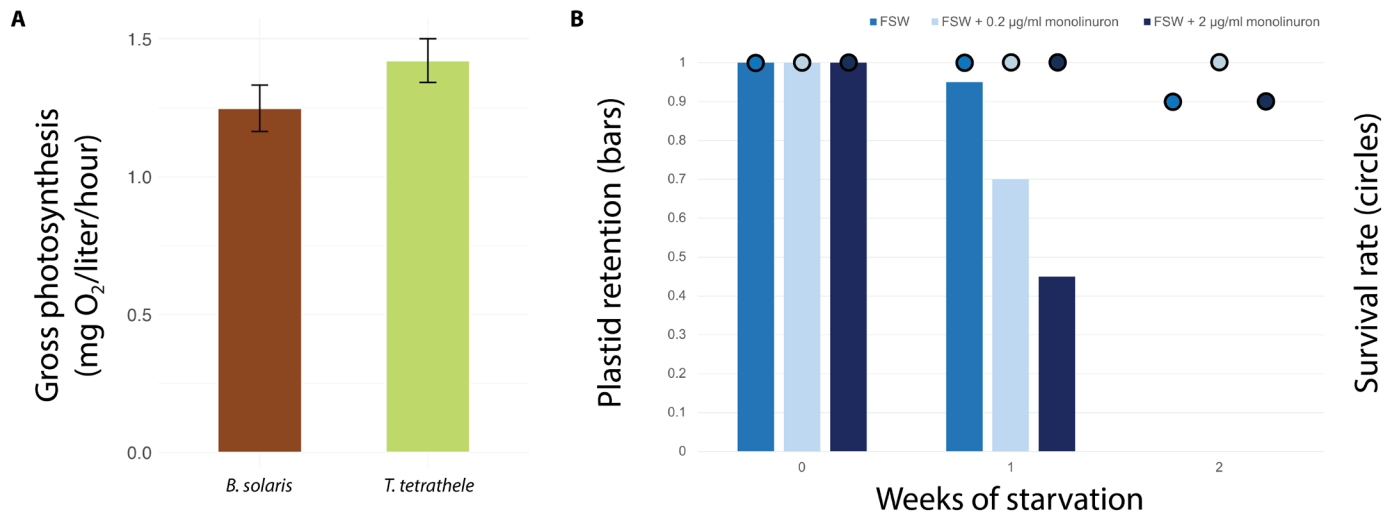 A
Gross photosynthesis
(mg O₂/liter/hour)
1.5
1.0
0.5
0.0
B. solaris
T. tetrathele
B
FSW
FSW + 0.2 µg/ml monolinuron
FSW + 2 µg/ml monolinuron
Plastid retention (bars)
1
0.9
0.8
0.7
0.6
0.5
0.4
0.3
0.2
0.1
0
0
1
2
Weeks of starvation
Survival rate (circles)